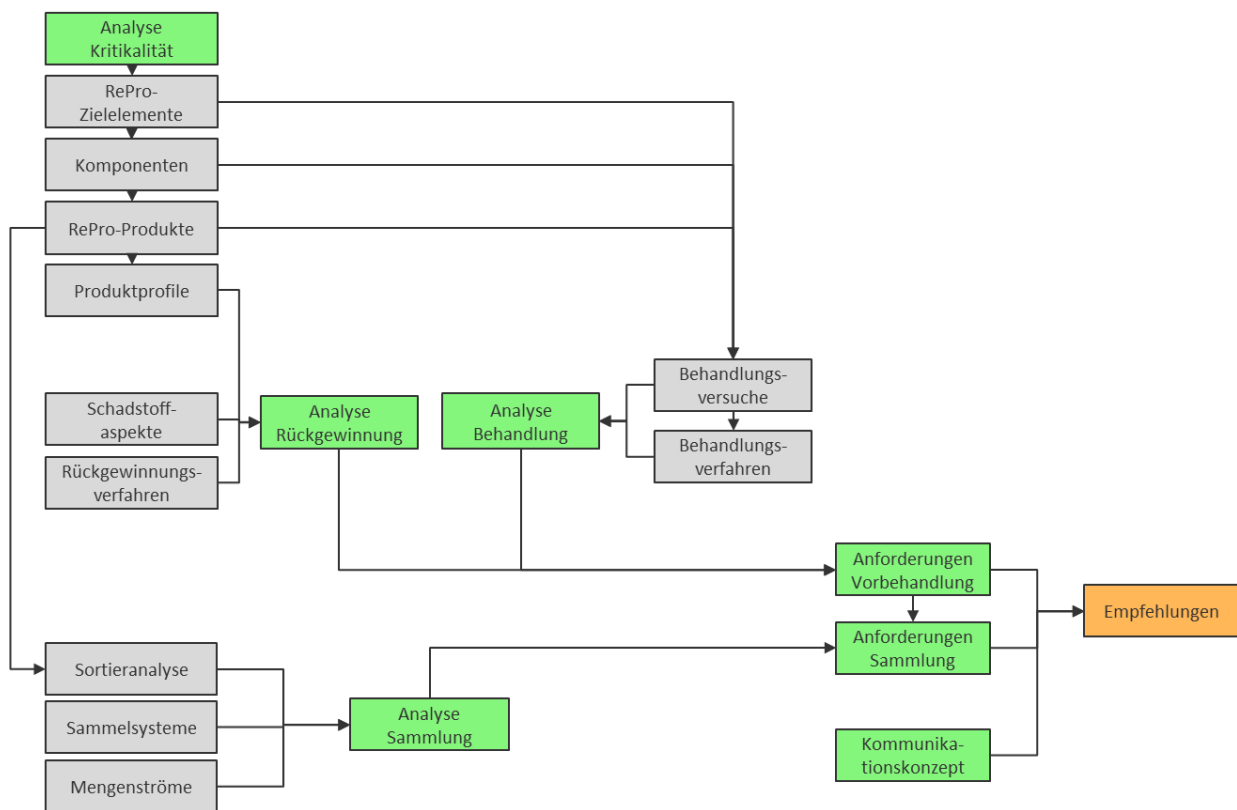 Analyse
Kritikalität
RePro-
Zielelemente
Komponenten
RePro-Produkte
Produktprofile
Schadstoff-
aspekte
Rückgewinnungs-
verfahren
Analyse
Rückgewinnung
Analyse
Behandlung
Behandlungs-
versuche
Behandlungs-
verfahren
Anforderungen
Vorbehandlung
Anforderungen
Sammlung
Empfehlungen
Sortieranalyse
Sammelsysteme
Mengenströme
Analyse
Sammlung
Kommunika-
tionskonzept